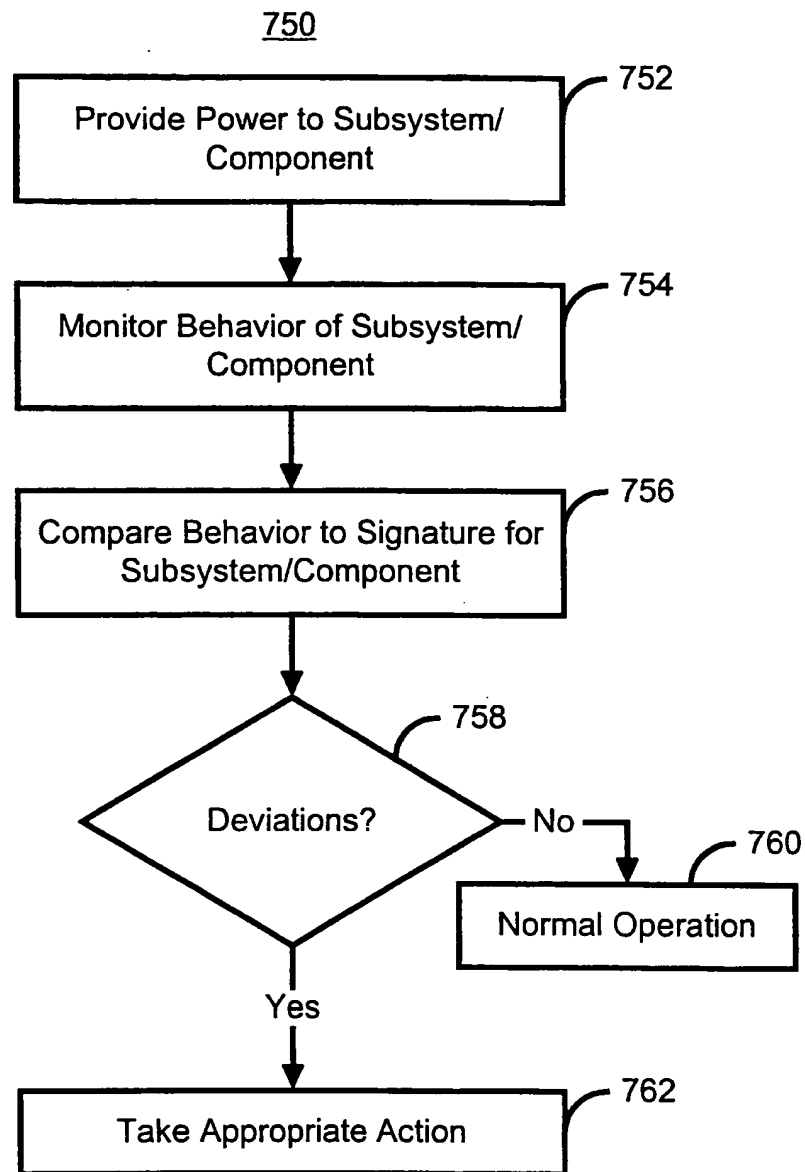 750
752
Provide Power to Subsystem/
Component
754
Monitor Behavior of Subsystem/
Component
756
Compare Behavior to Signature for
Subsystem/Component
758
Deviations?
No
760
Normal Operation
Yes
762
Take Appropriate Action